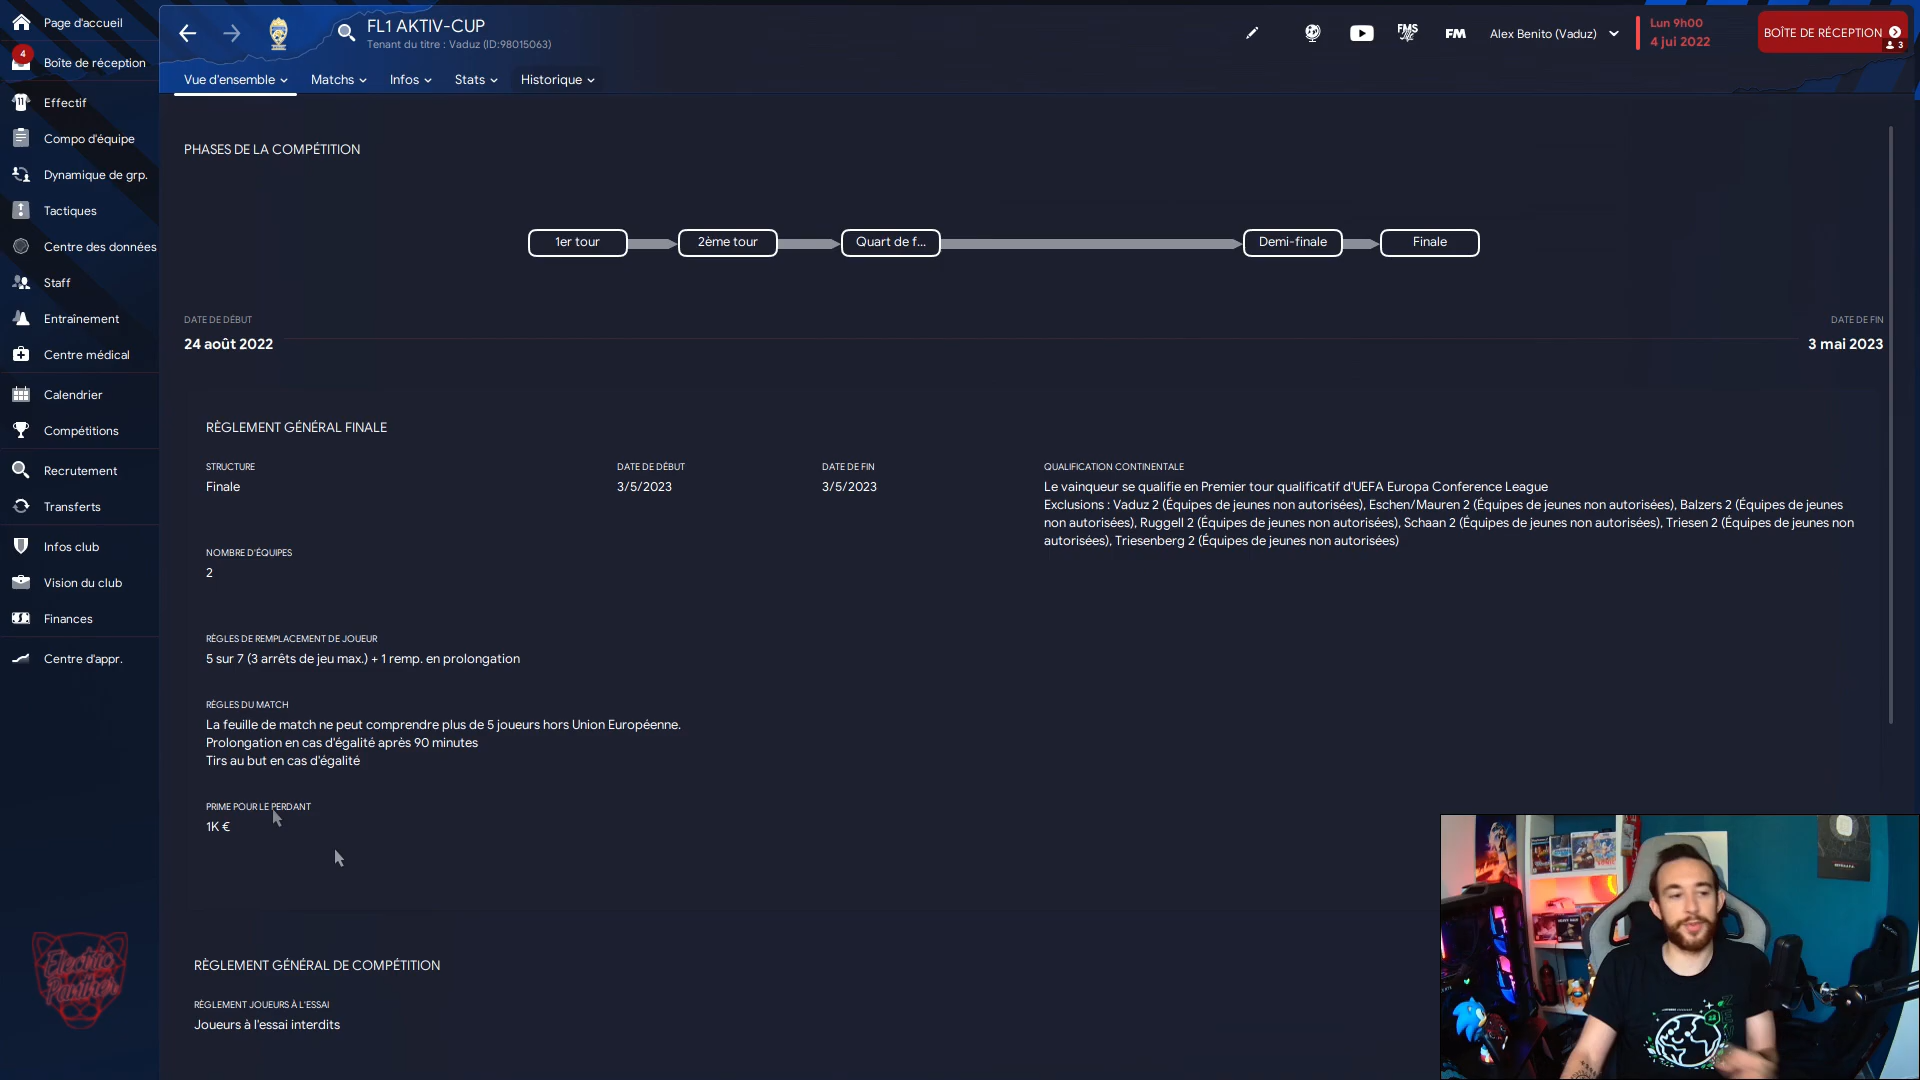 Page d'accueil
4
Boîte de réception
11
Effectif
Compo d'équipe
Dynamique de grp.
Tactiques
Centre des données
Staff
Entraînement
Centre médical
Calendrier
Compétitions
Recrutement
Transferts
Infos club
Vision du club
Finances
Centre d'appr.
Electric Panther
FL1 AKTIV-CUP
Tenant du titre : Vaduz (ID:98015063)
FMS
FM
Alex Benito (Vaduz)
Lun 9h00
4 jui 2022
BOÎTE DE RÉCEPTION
3
Vue d'ensemble
Matchs
Infos
Stats
Historique
PHASES DE LA COMPÉTITION
1er tour
2ème tour
Quart de f...
Demi-finale
Finale
DATE DE DÉBUT
24 août 2022
DATE DE FIN
3 mai 2023
RÈGLEMENT GÉNÉRAL FINALE
STRUCTURE
Finale
DATE DE DÉBUT
3/5/2023
DATE DE FIN
3/5/2023
QUALIFICATION CONTINENTALE
Le vainqueur se qualifie en Premier tour qualificatif d'UEFA Europa Conference League
Exclusions : Vaduz 2 (Équipes de jeunes non autorisées), Eschen/Mauren 2 (Équipes de jeunes non autorisées), Balzers 2 (Équipes de jeunes
non autorisées), Ruggell 2 (Équipes de jeunes non autorisées), Schaan 2 (Équipes de jeunes non autorisées), Triesen 2 (Équipes de jeunes non
autorisées), Triesenberg 2 (Équipes de jeunes non autorisées)
NOMBRE D'ÉQUIPES
2
RÈGLES DE REMPLACEMENT DE JOUEUR
5 sur 7 (3 arrêts de jeu max.) + 1 remp. en prolongation
RÈGLES DU MATCH
La feuille de match ne peut comprendre plus de 5 joueurs hors Union Européenne.
Prolongation en cas d'égalité après 90 minutes
Tirs au but en cas d'égalité
PRIME POUR LE PERDANT
1K €
RÈGLEMENT GÉNÉRAL DE COMPÉTITION
RÈGLEMENT JOUEURS À L'ESSAI
Joueurs à l'essai interdits